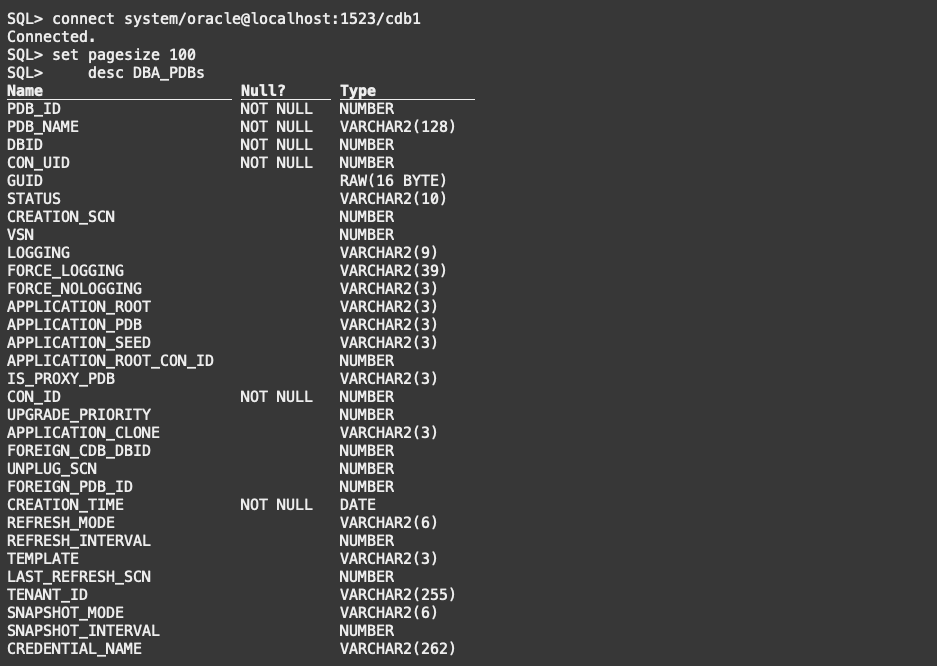 SQL> connect system/oracle@localhost:1523/cdb1
Connected.
SQL> set pagesize 100
SQL>     desc DBA_PDBs
Name                      Null?      Type
PDB_ID                    NOT NULL   NUMBER
PDB_NAME                  NOT NULL   VARCHAR2(128)
DBID                      NOT NULL   NUMBER
CON_UID                   NOT NULL   NUMBER
GUID                                 RAW(16 BYTE)
STATUS                               VARCHAR2(10)
CREATION_SCN                         NUMBER
VSN                                  NUMBER
LOGGING                              VARCHAR2(9)
FORCE_LOGGING                        VARCHAR2(39)
FORCE_NOLOGGING                      VARCHAR2(3)
APPLICATION_ROOT                     VARCHAR2(3)
APPLICATION_PDB                      VARCHAR2(3)
APPLICATION_SEED                     VARCHAR2(3)
APPLICATION_ROOT_CON_ID              NUMBER
IS_PROXY_PDB                         VARCHAR2(3)
CON_ID                    NOT NULL   NUMBER
UPGRADE_PRIORITY                     NUMBER
APPLICATION_CLONE                    VARCHAR2(3)
FOREIGN_CDB_DBID                     NUMBER
UNPLUG_SCN                           NUMBER
FOREIGN_PDB_ID                       NUMBER
CREATION_TIME             NOT NULL   DATE
REFRESH_MODE                         VARCHAR2(6)
REFRESH_INTERVAL                     NUMBER
TEMPLATE                             VARCHAR2(3)
LAST_REFRESH_SCN                     NUMBER
TENANT_ID                            VARCHAR2(255)
SNAPSHOT_MODE                        VARCHAR2(6)
SNAPSHOT_INTERVAL                    NUMBER
CREDENTIAL_NAME                      VARCHAR2(262)